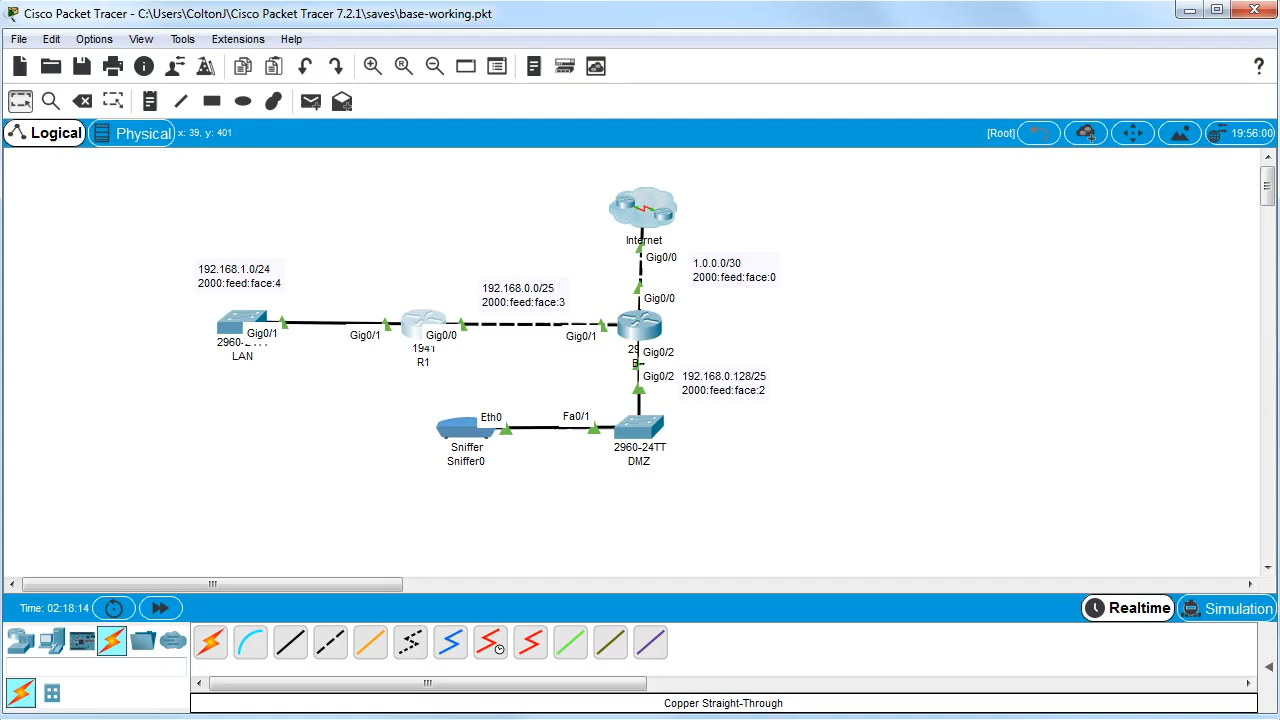 Cisco Packet Tracer - C:\Users\ColtonJ\Cisco Packet Tracer 7.2.1\saves\base-working.pkt
File Edit Options View Tools Extensions Help
Logical Physical x: 39, y: 401 [Root] 19:56:00
Internet
Gig0/0
1.0.0.0/30
2000:feed:face:0
192.168.1.0/24
2000:feed:face:4
192.168.0.0/25
2000:feed:face:3
Gig0/0
Gig0/1
Gig0/1
Gig0/0
Gig0/1
LAN
1941
R1
Gig0/2
Gig0/2
192.168.0.128/25
2000:feed:face:2
Eth0
Fa0/1
Sniffer
Sniffer0
2960-24TT
DMZ
Time: 02:18:14
Realtime
Simulation
Copper Straight-Through